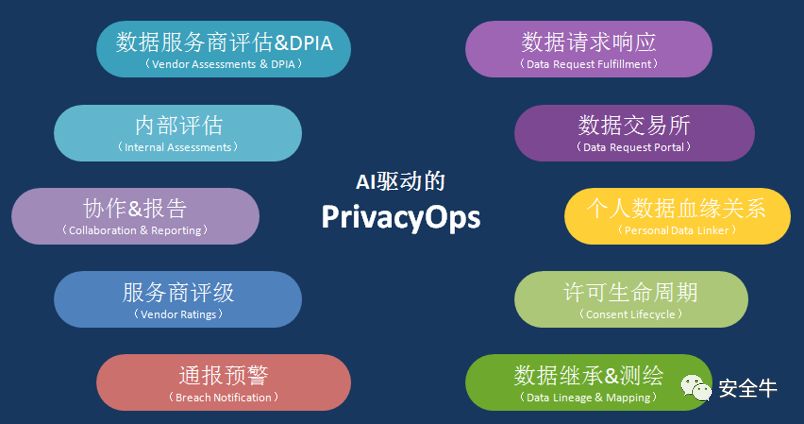 数据服务商评估&DPIA
（Vendor Assessments & DPIA）
内部评估
（Internal Assessments）
协作&报告
（Collaboration & Reporting）
服务商评级
（Vendor Ratings）
通报预警
（Breach Notification）
AI驱动的
PrivacyOps
数据请求响应
（Data Request Fulfillment）
数据交易所
（Data Request Portal）
个人数据血缘关系
（Personal Data Linker）
许可生命周期
（Consent Lifecycle）
数据继承&测绘
（Data Lineage & Mapping）
安全牛